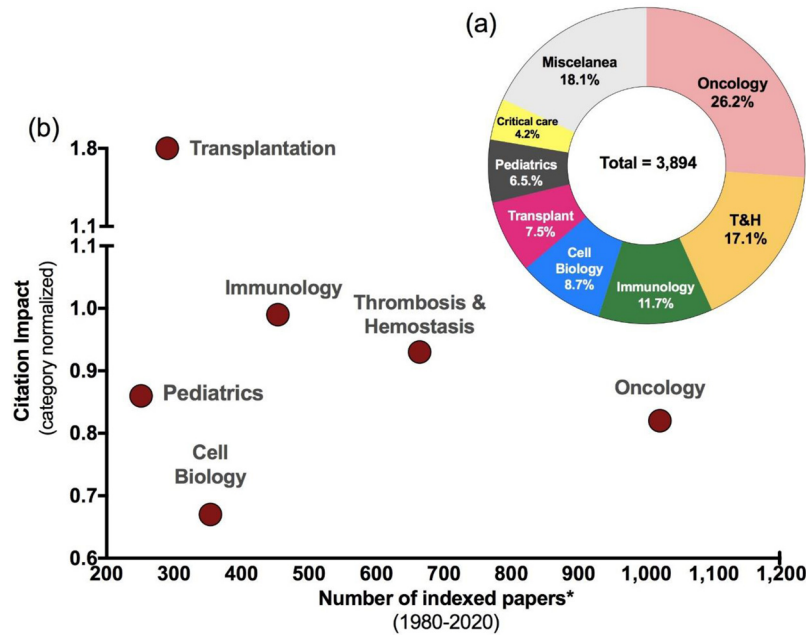 (a)
Miscelanea
18.1%
Oncology
26.2%
Critical care
4.2%
Pediatrics
6.5.%
Total = 3,894
Transplant
7.5%
T&H
17.1%
Cell
Biology
8.7%
Immunology
11.7%
(b)
Citation Impact
(category normalized)
1.8
1.1
1.1
1.0
0.9
0.8
0.7
0.6
Transplantation
Immunology
Thrombosis &
Hemostasis
Pediatrics
Oncology
Cell
Biology
200 300 400 500 600 700 800 900 1,000 1,100 1,200
Number of indexed papers*
(1980-2020)